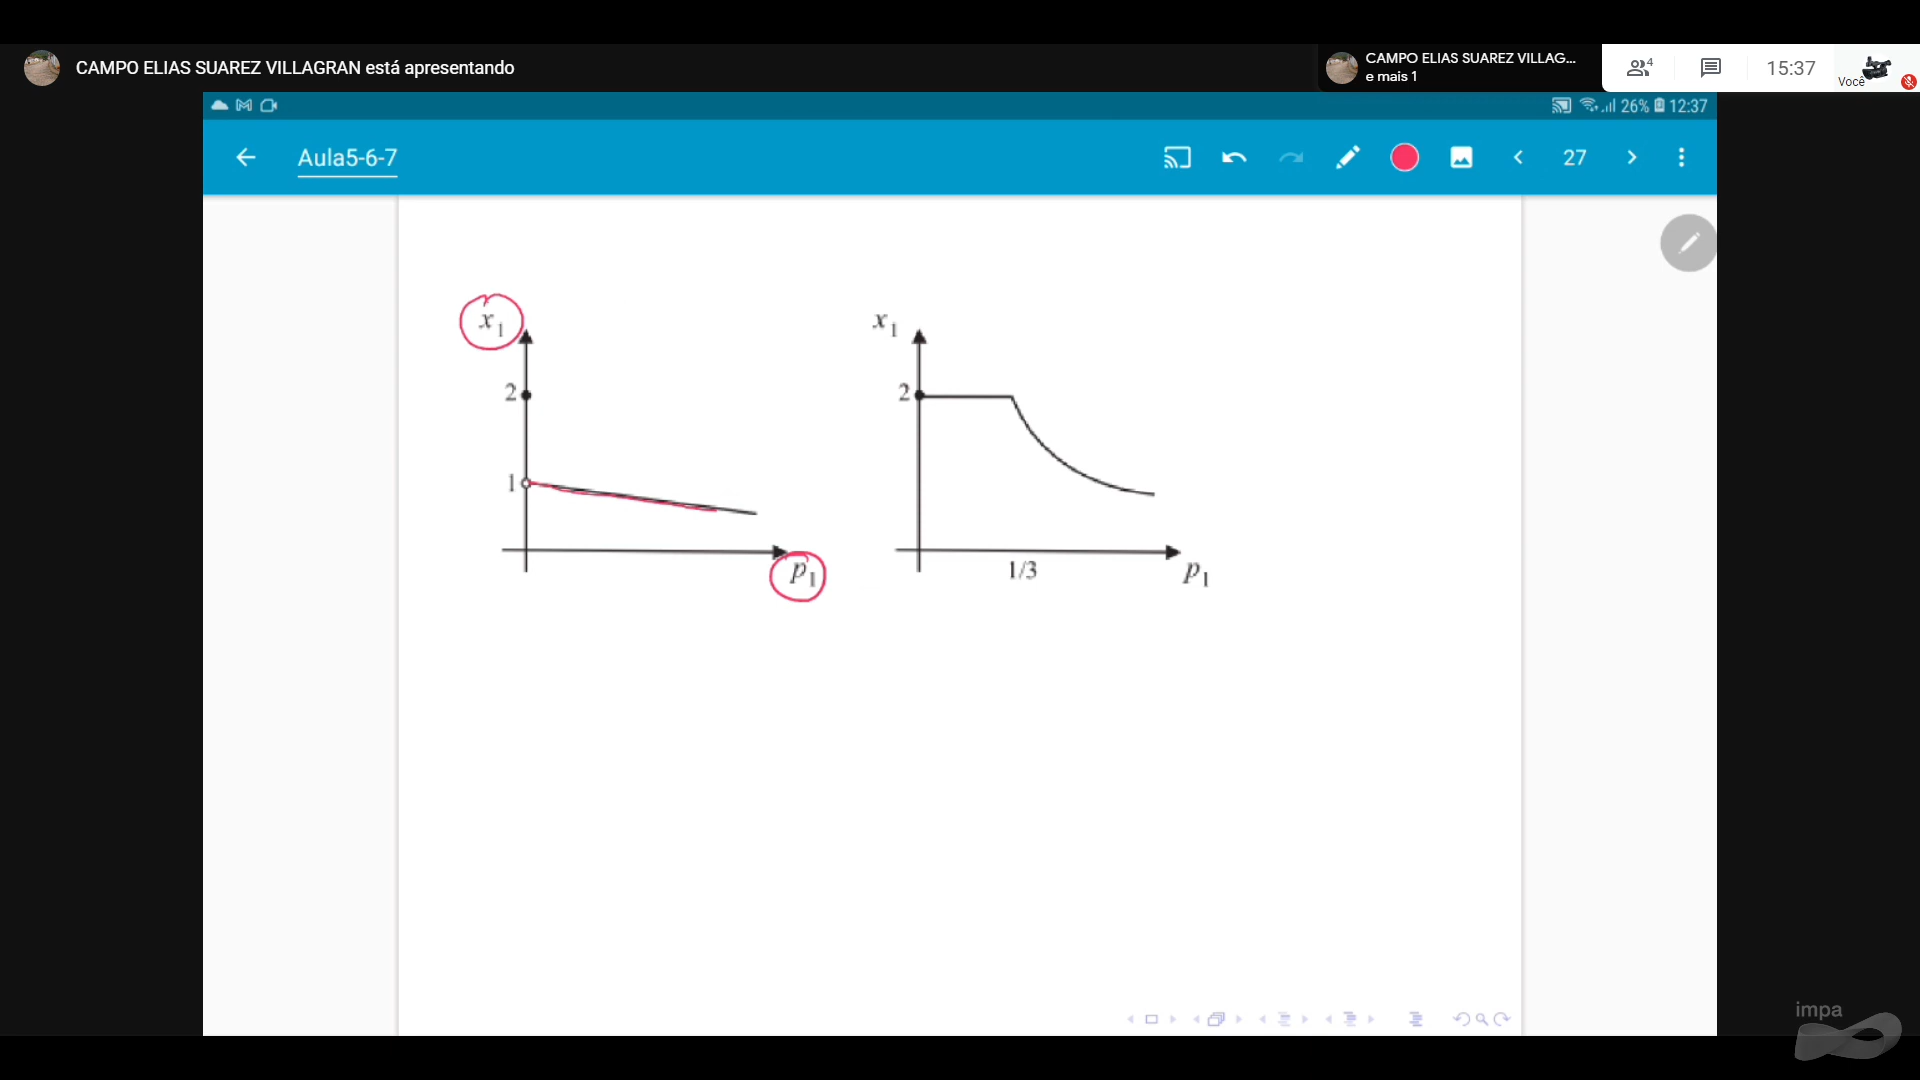 CAMPO ELIAS SUAREZ VILLAGRAN está apresentando
CAMPO ELIAS SUAREZ VILLAG...
e mais 1
4
15:37
Você
26% 12:37
Aula5-6-7
27
x₁
2
1
p₁
x₁
2
1/3
p₁
impa